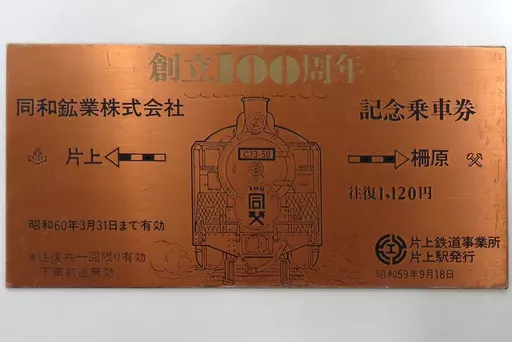 創立100周年
同和鉱業株式会社
記念乗車券
C13-50
片上
柵原
100
同
往復1,120円
昭和60年3月31日まで有効
*往復共一回限り有効
下車前途無効
片上鉄道事業所
片上駅発行
昭和59年9月18日